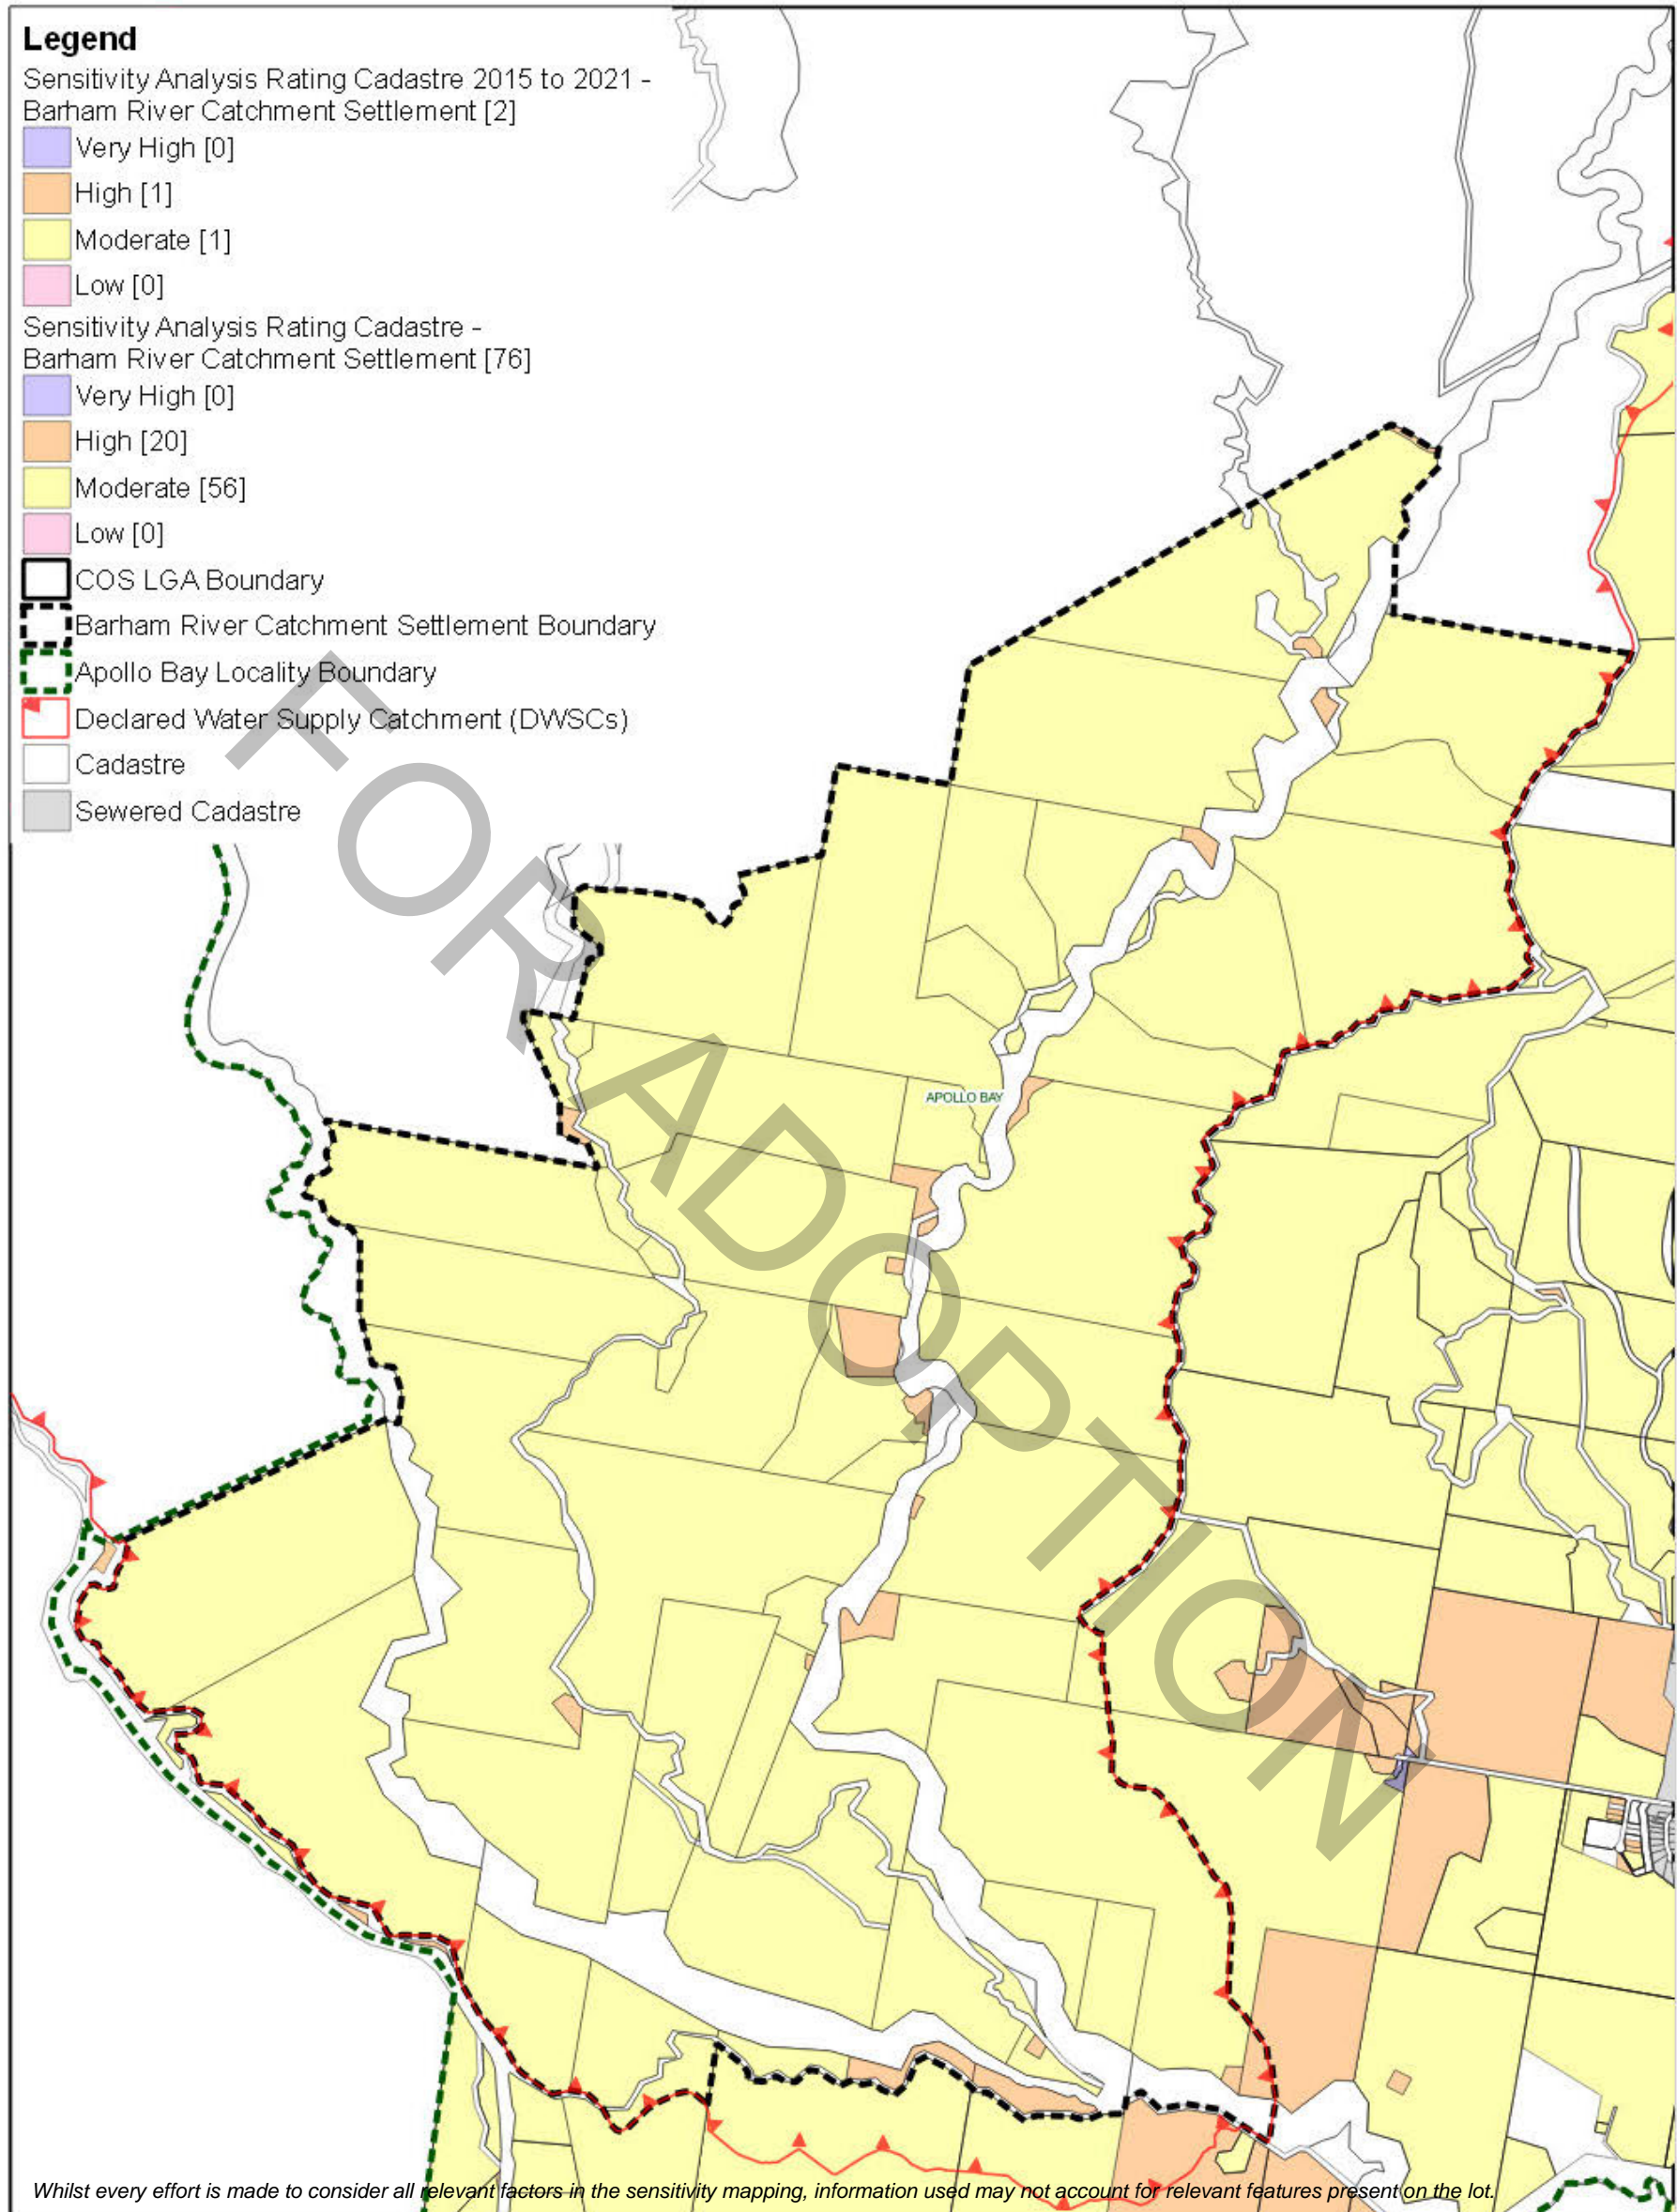 Legend
Sensitivity Analysis Rating Cadastre 2015 to 2021 -
Barham River Catchment Settlement [2]
Very High [0]
High [1]
Moderate [1]
Low [0]
Sensitivity Analysis Rating Cadastre -
Barham River Catchment Settlement [76]
Very High [0]
High [20]
Moderate [56]
Low [0]
COS LGA Boundary
Barham River Catchment Settlement Boundary
Apollo Bay Locality Boundary
Declared Water Supply Catchment (DWSCs)
Cadastre
Sewered Cadastre
FOR ADOPTION
APOLLO BAY
Whilst every effort is made to consider all relevant factors in the sensitivity mapping, information used may not account for relevant features present on the lot.